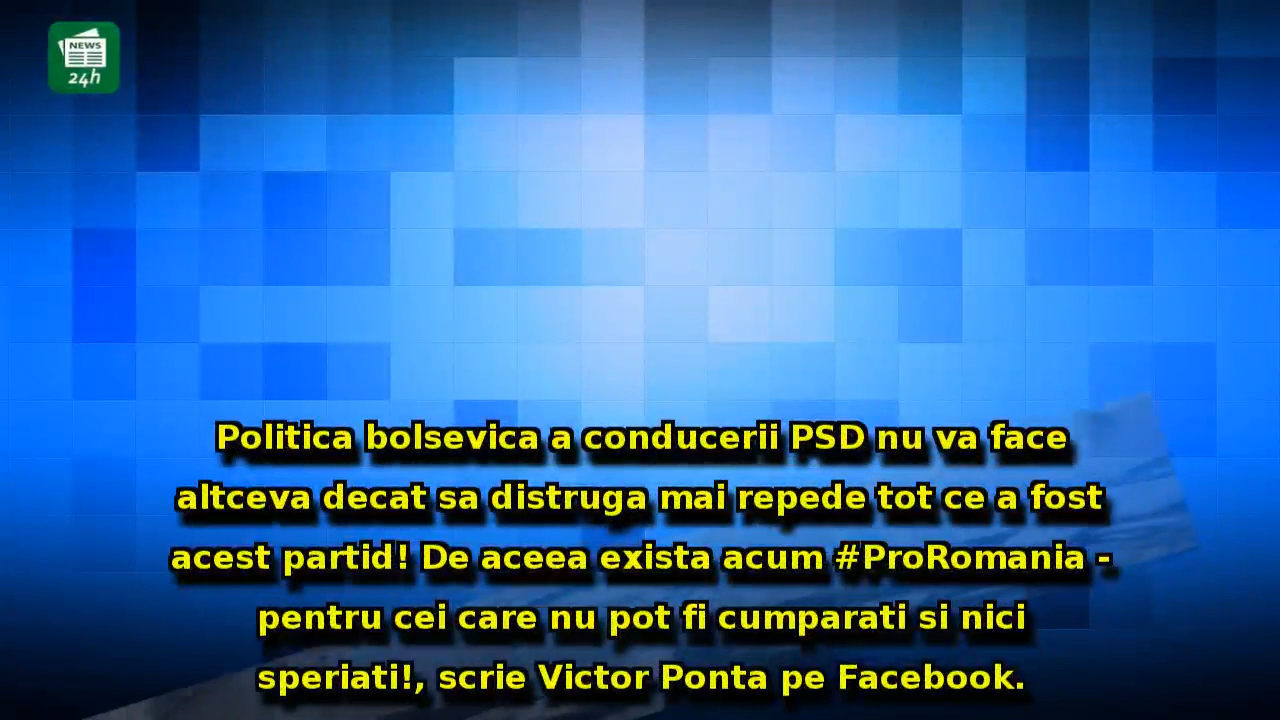 NEWS
24h
Politica bolsevica a conducerii PSD nu va face
altceva decat sa distruga mai repede tot ce a fost
acest partid! De aceea exista acum #ProRomania -
pentru cei care nu pot fi cumparati si nici
speriati!, scrie Victor Ponta pe Facebook.